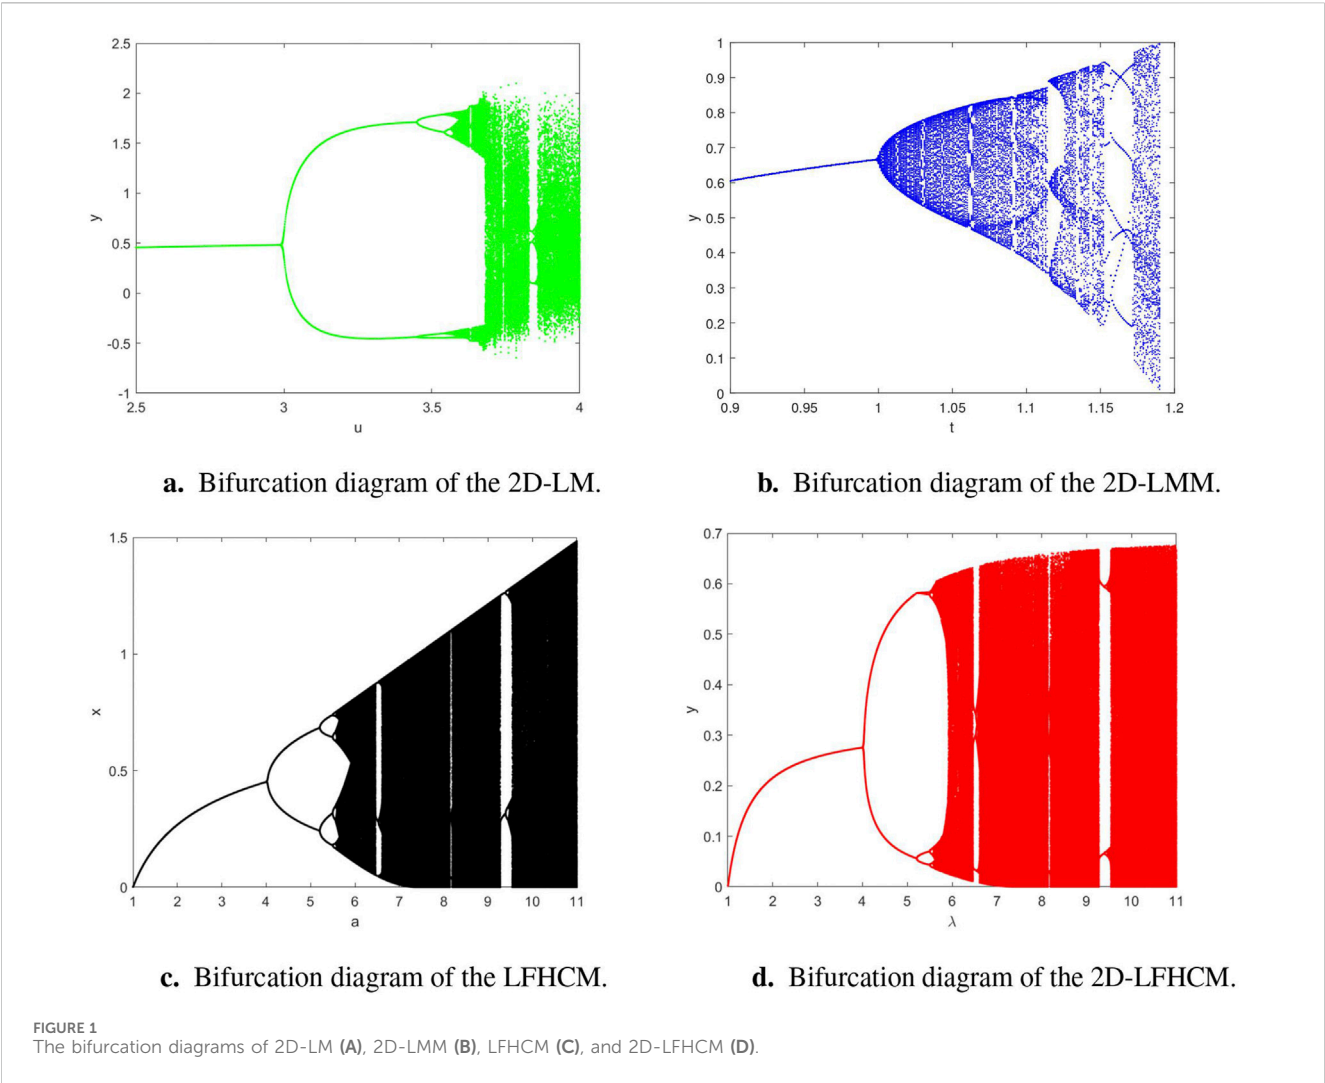 2.5
2
1.5
1
0.5
0
-0.5
-1
y
2.5 3 3.5 4
u
1
0.9
0.8
0.7
0.6
0.5
0.4
0.3
0.2
0.1
0
y
0.9 0.95 1 1.05 1.1 1.15 1.2
t
a. Bifurcation diagram of the 2D-LM.
b. Bifurcation diagram of the 2D-LMM.
1.5
1
0.5
0
x
1 2 3 4 5 6 7 8 9 10 11
a
0.7
0.6
0.5
0.4
0.3
0.2
0.1
0
y
1 2 3 4 5 6 7 8 9 10 11
λ
c. Bifurcation diagram of the LFHCM.
d. Bifurcation diagram of the 2D-LFHCM.
FIGURE 1
The bifurcation diagrams of 2D-LM (A), 2D-LMM (B), LFHCM (C), and 2D-LFHCM (D).